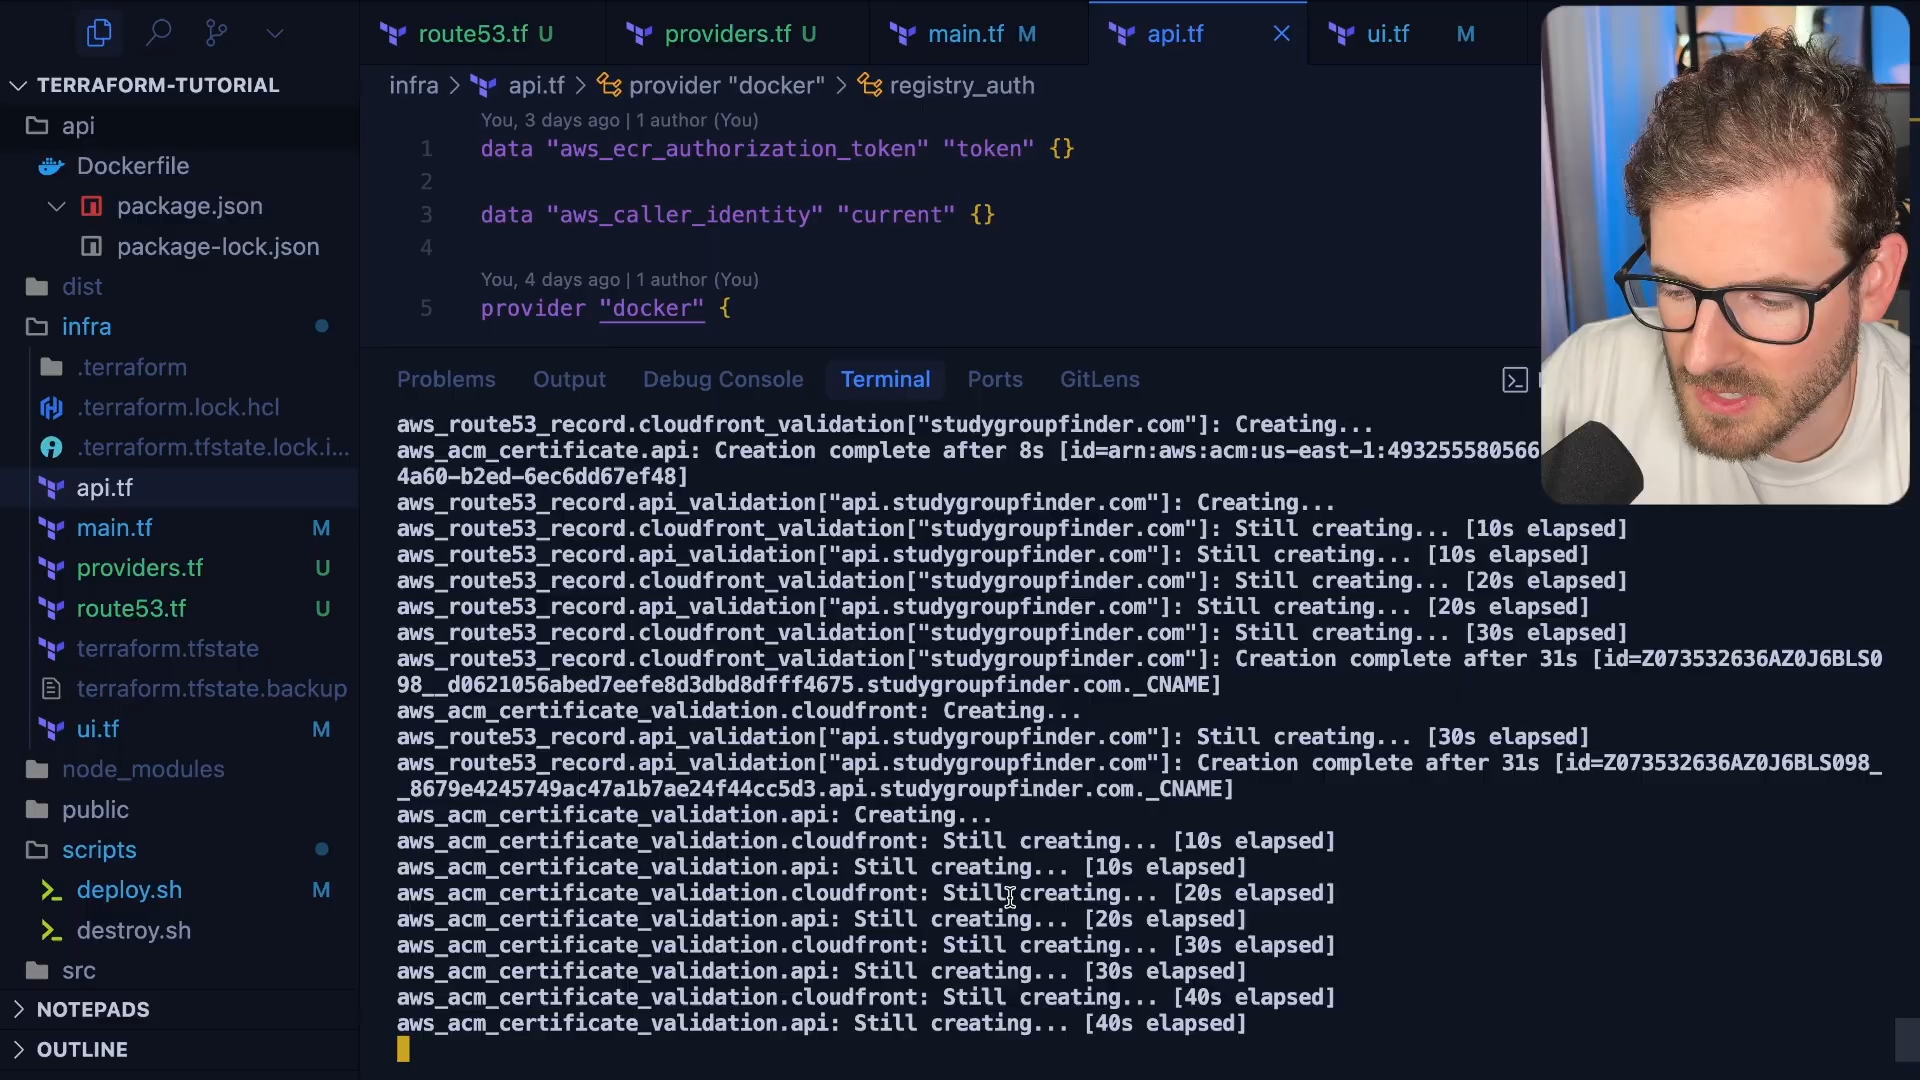 TERRAFORM-TUTORIAL
api
Dockerfile
package.json
package-lock.json
dist
infra
.terraform
.terraform.lock.hcl
.terraform.tfstate.lock.i...
api.tf
main.tf M
providers.tf U
route53.tf U
terraform.tfstate
terraform.tfstate.backup
ui.tf M
node_modules
public
scripts
deploy.sh M
destroy.sh
src
NOTEPADS
OUTLINE
route53.tf U providers.tf U main.tf M api.tf ui.tf M
infra > api.tf > provider "docker" > registry_auth
You, 3 days ago | 1 author (You)
1 data "aws_ecr_authorization_token" "token" {}
2
3 data "aws_caller_identity" "current" {}
4
You, 4 days ago | 1 author (You)
5 provider "docker" {
Problems Output Debug Console Terminal Ports GitLens
aws_route53_record.cloudfront_validation["studygroupfinder.com"]: Creating...
aws_acm_certificate.api: Creation complete after 8s [id=arn:aws:acm:us-east-1:493255580566
4a60-b2ed-6ec6dd67ef48]
aws_route53_record.api_validation["api.studygroupfinder.com"]: Creating...
aws_route53_record.cloudfront_validation["studygroupfinder.com"]: Still creating... [10s elapsed]
aws_route53_record.api_validation["api.studygroupfinder.com"]: Still creating... [10s elapsed]
aws_route53_record.cloudfront_validation["studygroupfinder.com"]: Still creating... [20s elapsed]
aws_route53_record.api_validation["api.studygroupfinder.com"]: Still creating... [20s elapsed]
aws_route53_record.cloudfront_validation["studygroupfinder.com"]: Still creating... [30s elapsed]
aws_route53_record.cloudfront_validation["studygroupfinder.com"]: Creation complete after 31s [id=Z073532636AZ0J6BLS0
98__d0621056abed7eefe8d3dbd8dfff4675.studygroupfinder.com._CNAME]
aws_acm_certificate_validation.cloudfront: Creating...
aws_route53_record.api_validation["api.studygroupfinder.com"]: Still creating... [30s elapsed]
aws_route53_record.api_validation["api.studygroupfinder.com"]: Creation complete after 31s [id=Z073532636AZ0J6BLS098_
_8679e4245749ac47a1b7ae24f44cc5d3.api.studygroupfinder.com._CNAME]
aws_acm_certificate_validation.api: Creating...
aws_acm_certificate_validation.cloudfront: Still creating... [10s elapsed]
aws_acm_certificate_validation.api: Still creating... [10s elapsed]
aws_acm_certificate_validation.cloudfront: Still creating... [20s elapsed]
aws_acm_certificate_validation.api: Still creating... [20s elapsed]
aws_acm_certificate_validation.cloudfront: Still creating... [30s elapsed]
aws_acm_certificate_validation.api: Still creating... [30s elapsed]
aws_acm_certificate_validation.cloudfront: Still creating... [40s elapsed]
aws_acm_certificate_validation.api: Still creating... [40s elapsed]